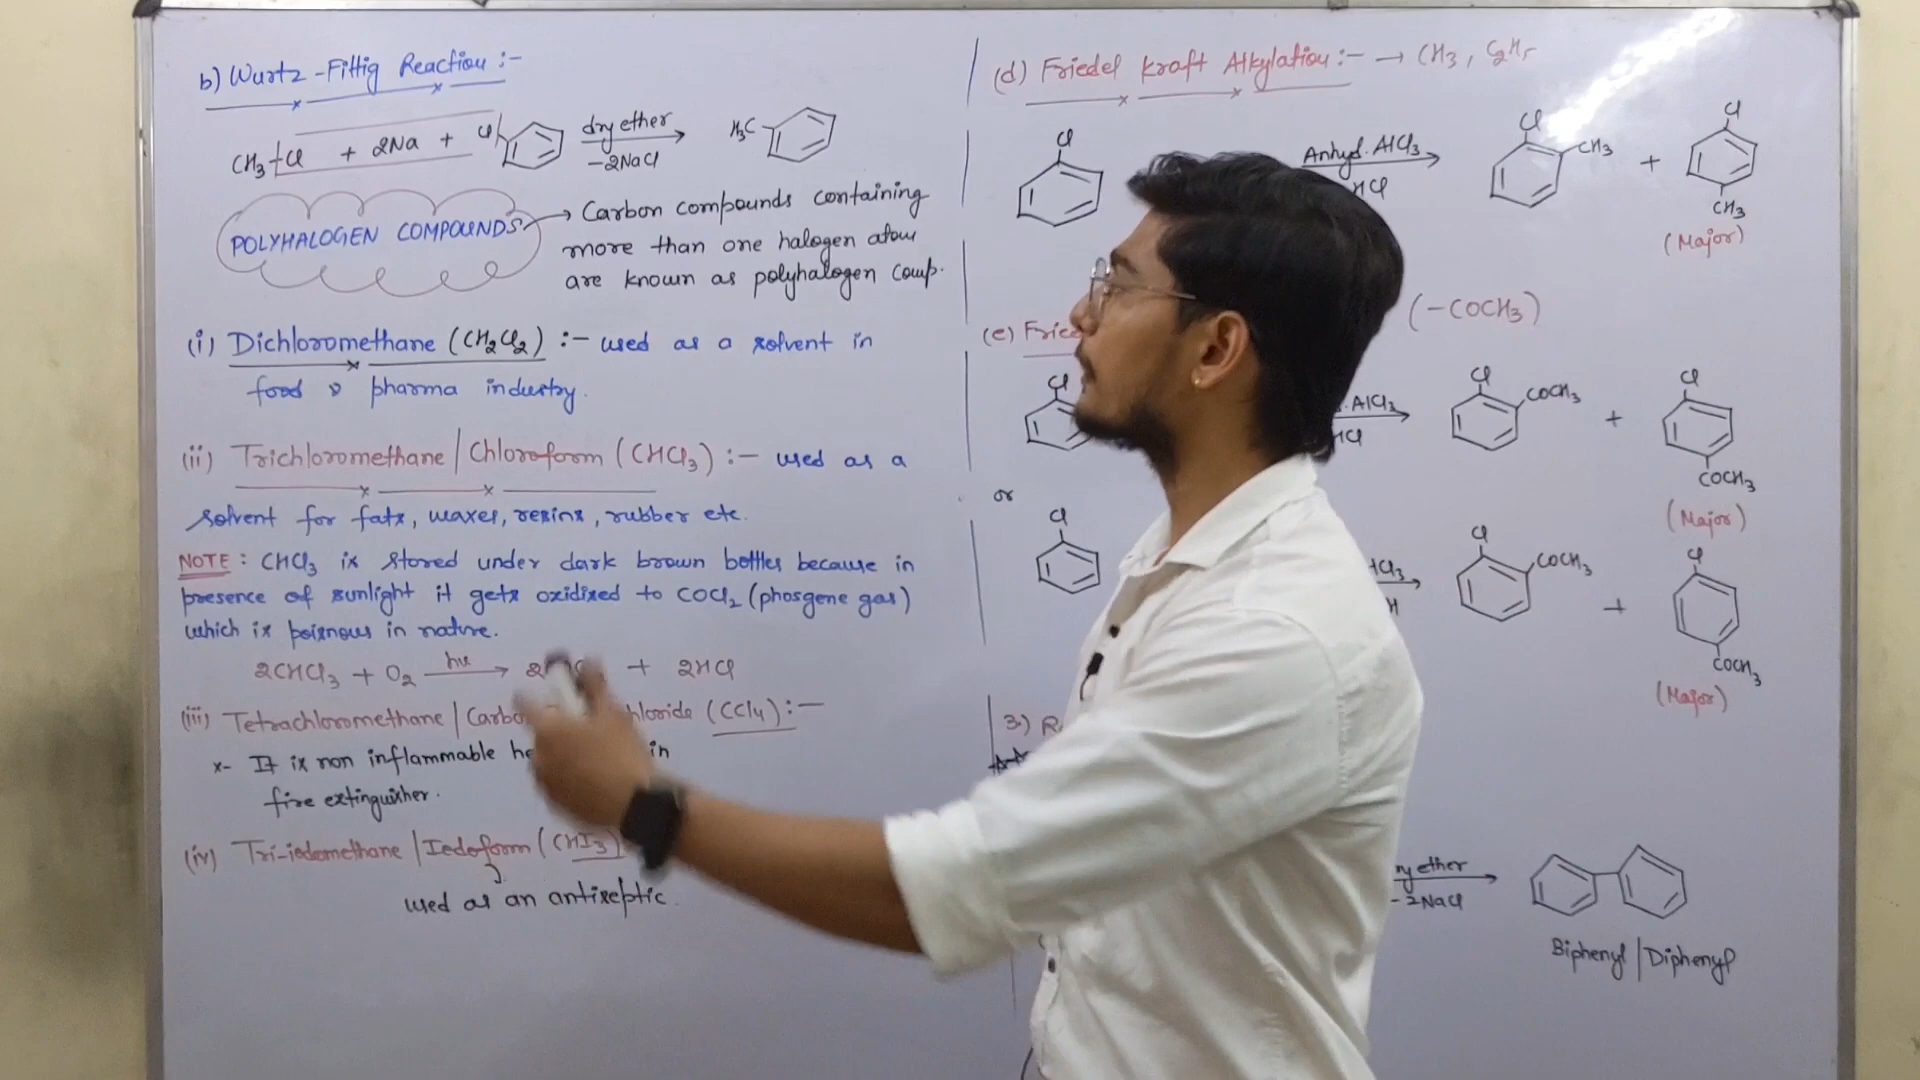 b) Wurtz-Fittig Reaction :-
CH3-Cl + 2Na + Cl dry ether H3C
-2NaCl
POLYHALOGEN COMPOUNDS → Carbon compounds containing
more than one halogen atom
are known as polyhalogen comp.
(i) Dichloromethane (CH2Cl2) :- used as a solvent in
food & pharma industry.
(ii) Trichloromethane | Chloroform (CHCl3) :- used as a
solvent for fats, waxes, resins, rubber etc.
NOTE : CHCl3 is stored under dark brown bottles because in
presence of sunlight it gets oxidized to COCl2 (phosgene gas)
which is poisnous in nature.
2CHCl3 + O2 hν → + 2HCl
(iii) Tetrachloromethane | (CCl4) :-
x- It is non inflammable in
fire extinguisher.
(iv) Tri-iodomethane | Iodoform (CHI3)
used as an antiseptic.
(d) Friedel Kraft Alkylation :- → CH3, C2H5
Cl Anhyd. AlCl3 → Cl CH3 + Cl CH3
HCl
(Major)
(e) (-COCH3)
Cl AlCl3 → Cl COCH3 + Cl COCH3
HCl
(Major)
or
Cl → Cl COCH3 + Cl COCH3
(Major)
3)
ether →
-2NaCl
Biphenyl | Diphenyl